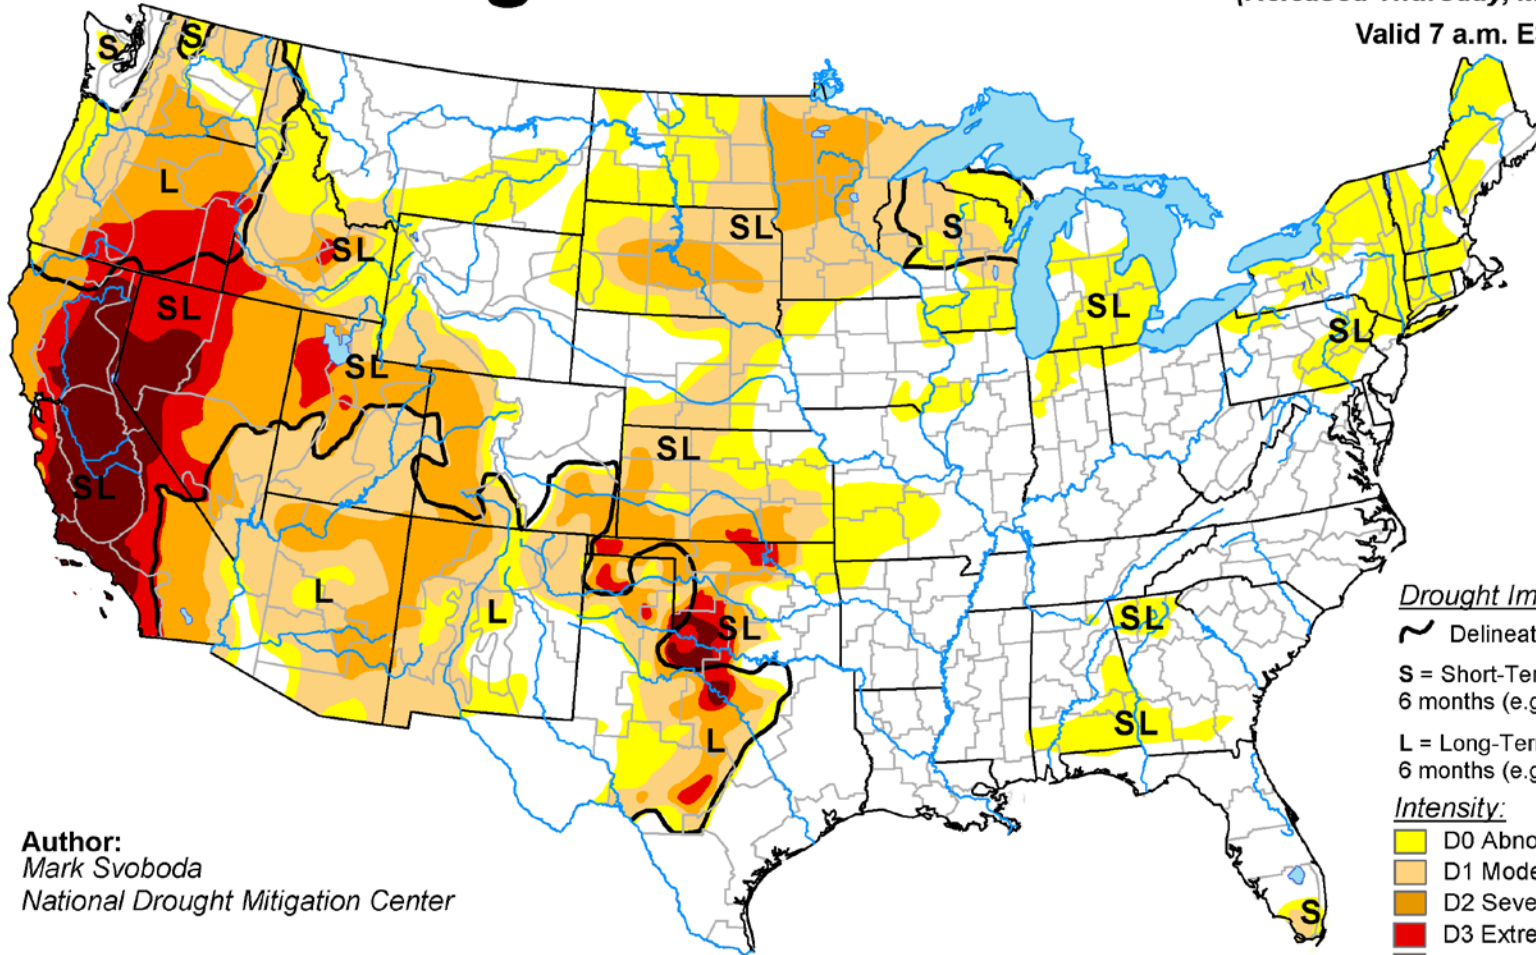 Valid 7 a.m. E
S
S
L
SL
SL
S
SL
SL
SL
SL
SL
SL
L
L
SL
SL
L
SL
S
Drought Im
Delineat
S = Short-Ter
6 months (e.g
L = Long-Ter
6 months (e.g
Intensity:
D0 Abno
D1 Mode
D2 Seve
D3 Extre
Author:
Mark Svoboda
National Drought Mitigation Center